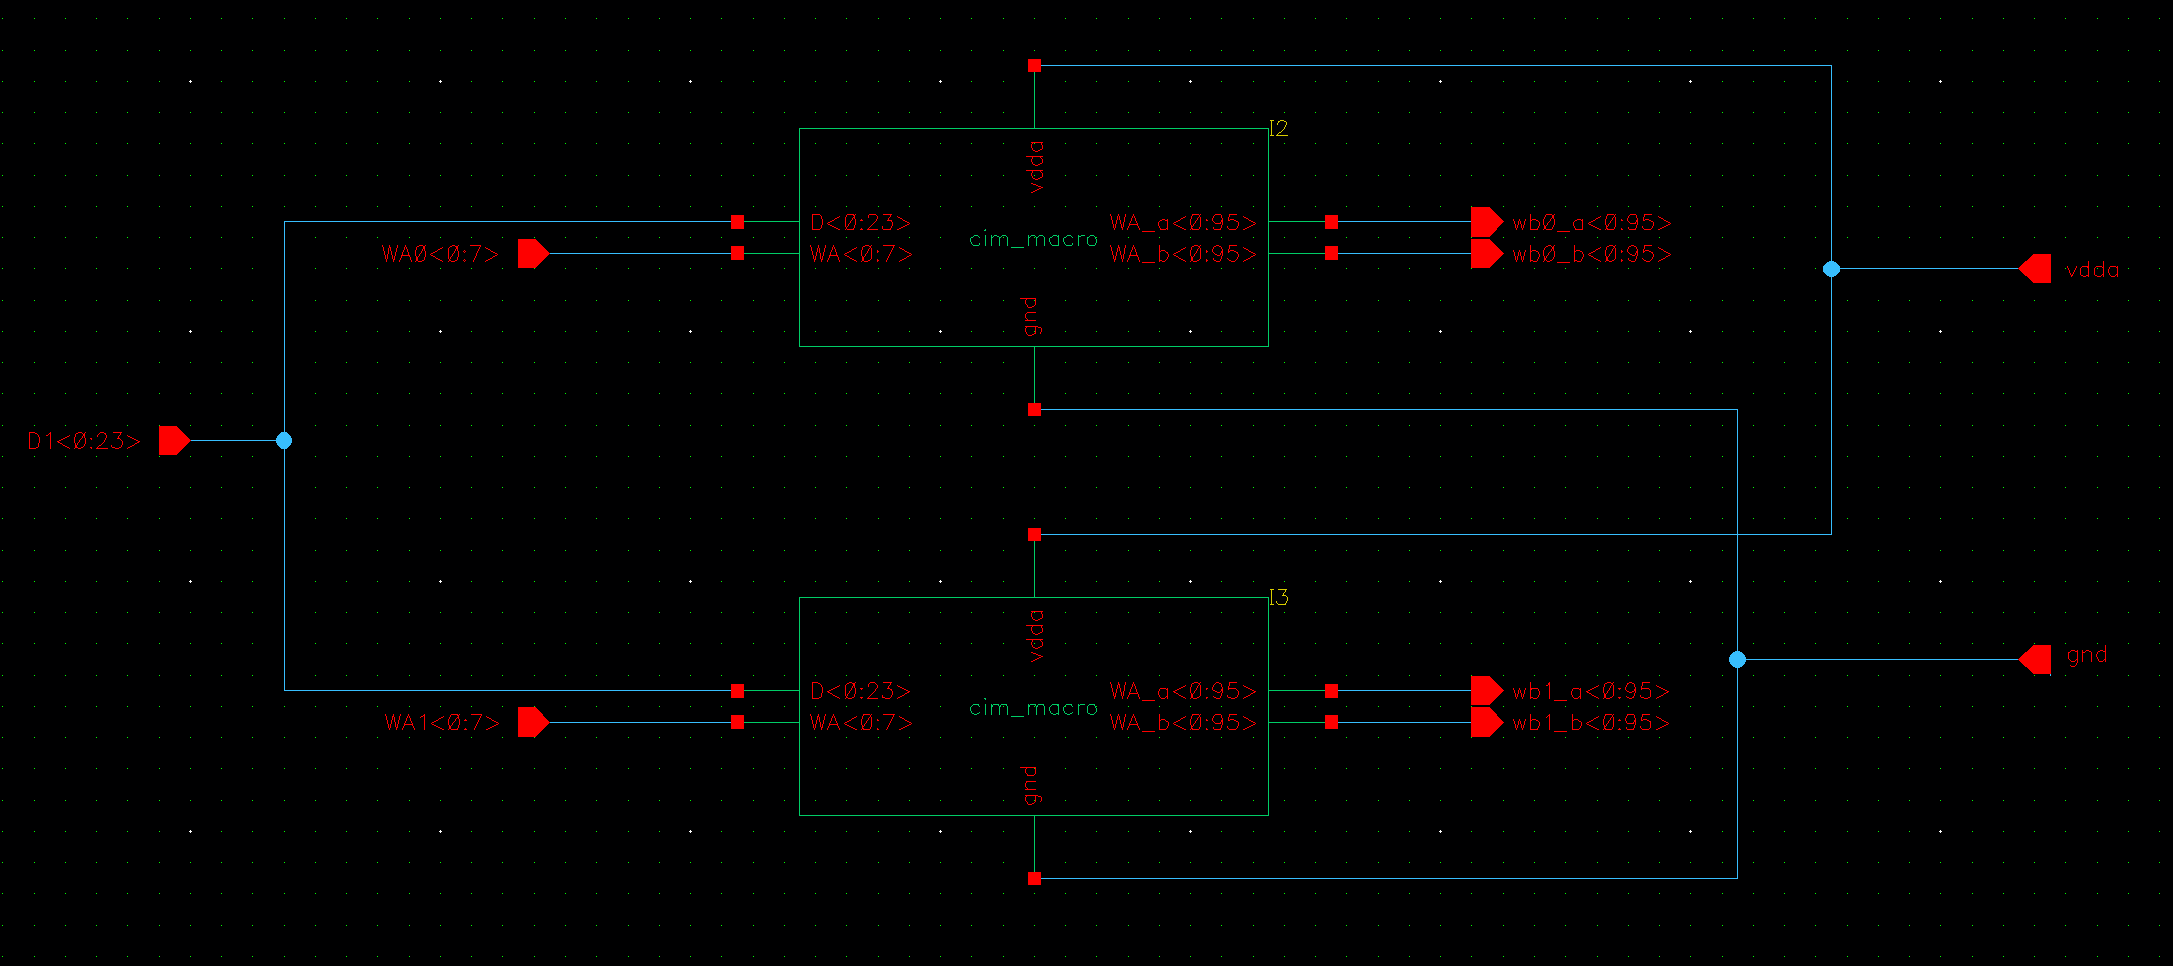 I2
vdda
D<0:23>
WA_a<0:95>
wb0_a<0:95>
cim_macro
WA0<0:7>
WA<0:7>
WA_b<0:95>
wb0_b<0:95>
vdda
gnd
D1<0:23>
I3
vdda
gnd
D<0:23>
WA_a<0:95>
wb1_a<0:95>
cim_macro
WA1<0:7>
WA<0:7>
WA_b<0:95>
wb1_b<0:95>
gnd